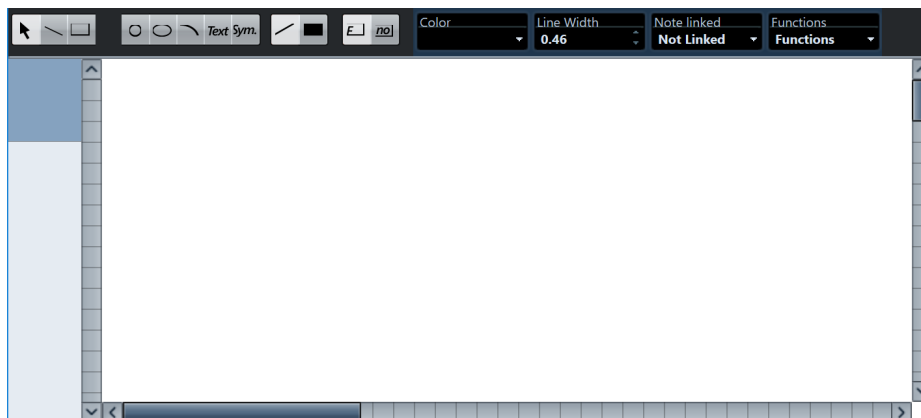 Text Sym. E no Color Line Width Note linked Functions
0.46 Not Linked Functions